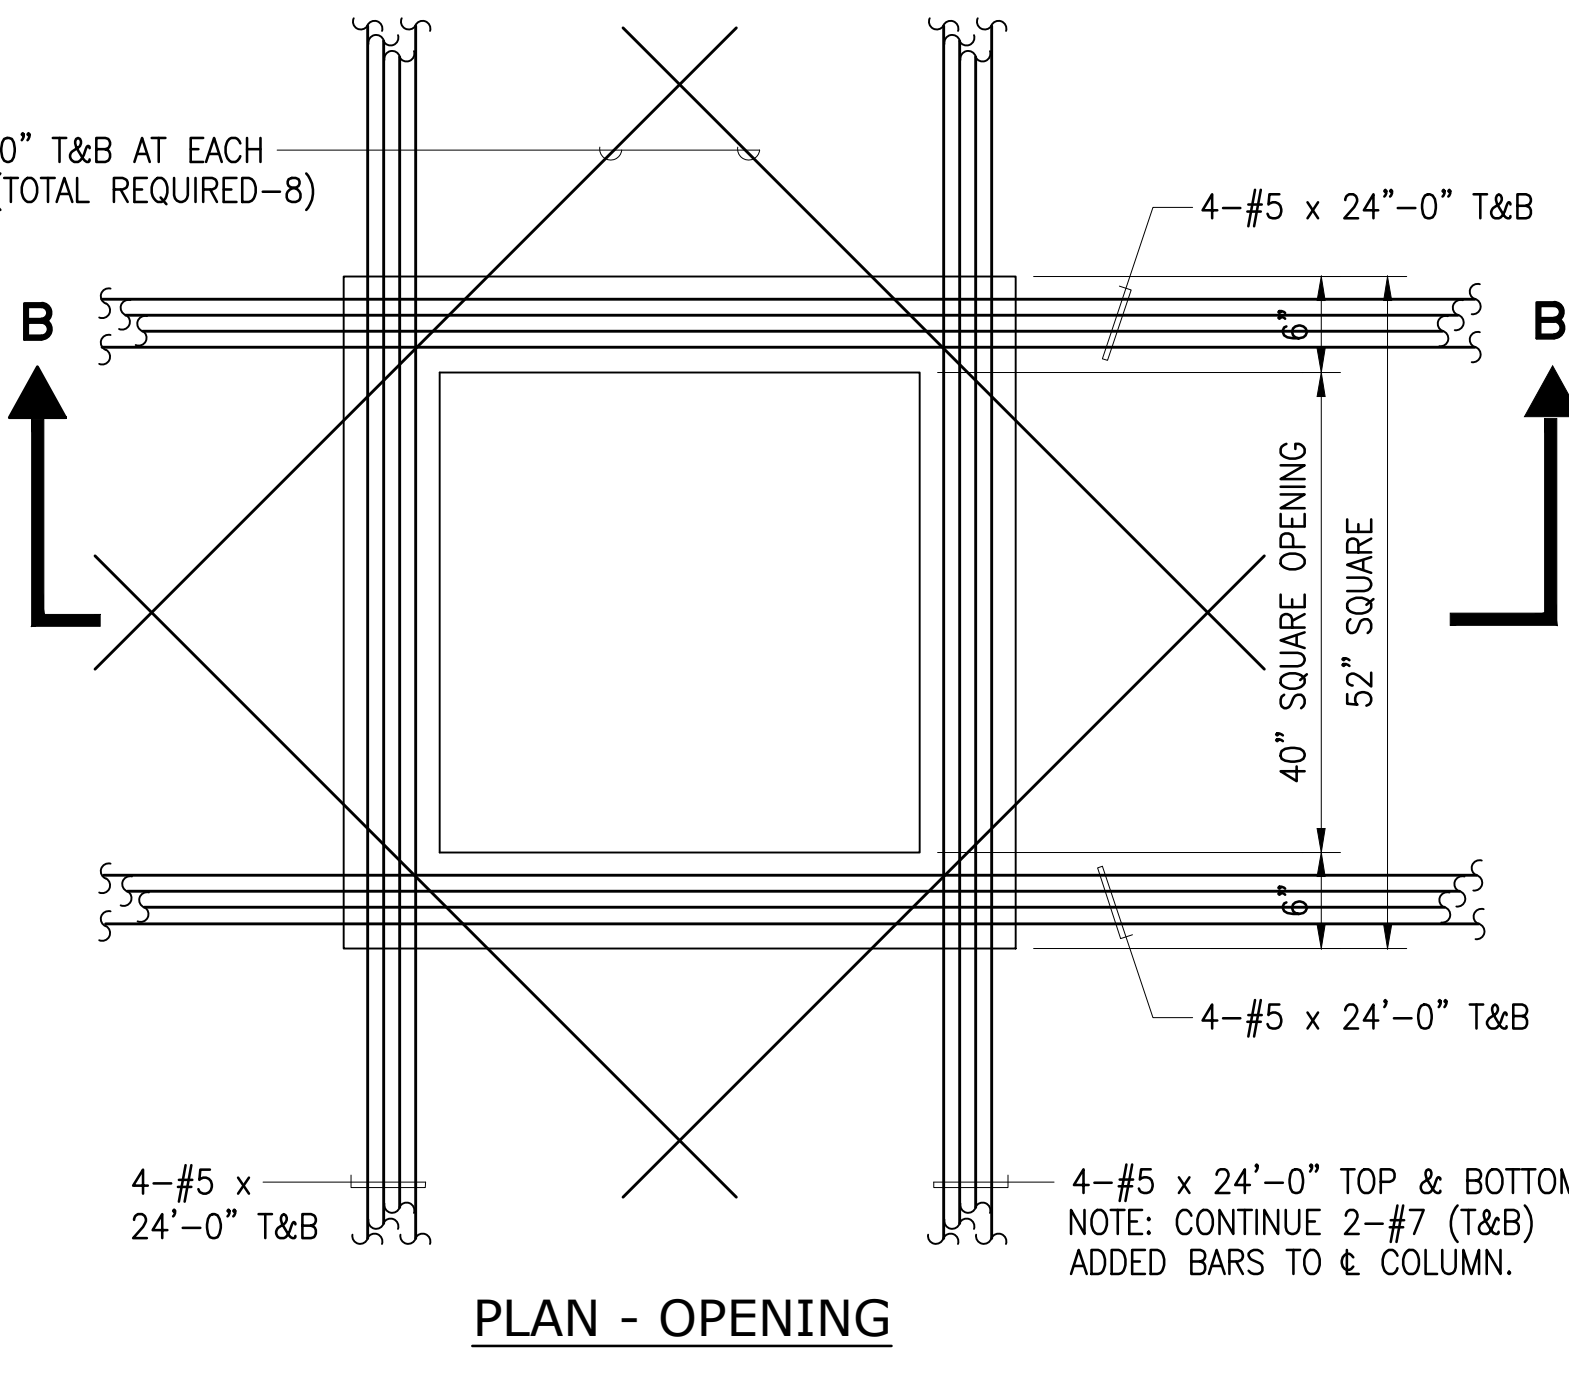 0” T&B AT EACH
(TOTAL REQUIRED-8)
4-#5 x 24”-0” T&B
B
B
6”
40” SQUARE OPENING
52” SQUARE
6”
4-#5 x 24’-0” T&B
4-#5 x
24’-0” T&B
4-#5 x 24’-0” TOP & BOTTOM
NOTE: CONTINUE 2-#7 (T&B)
ADDED BARS TO ℄ COLUMN.
PLAN - OPENING